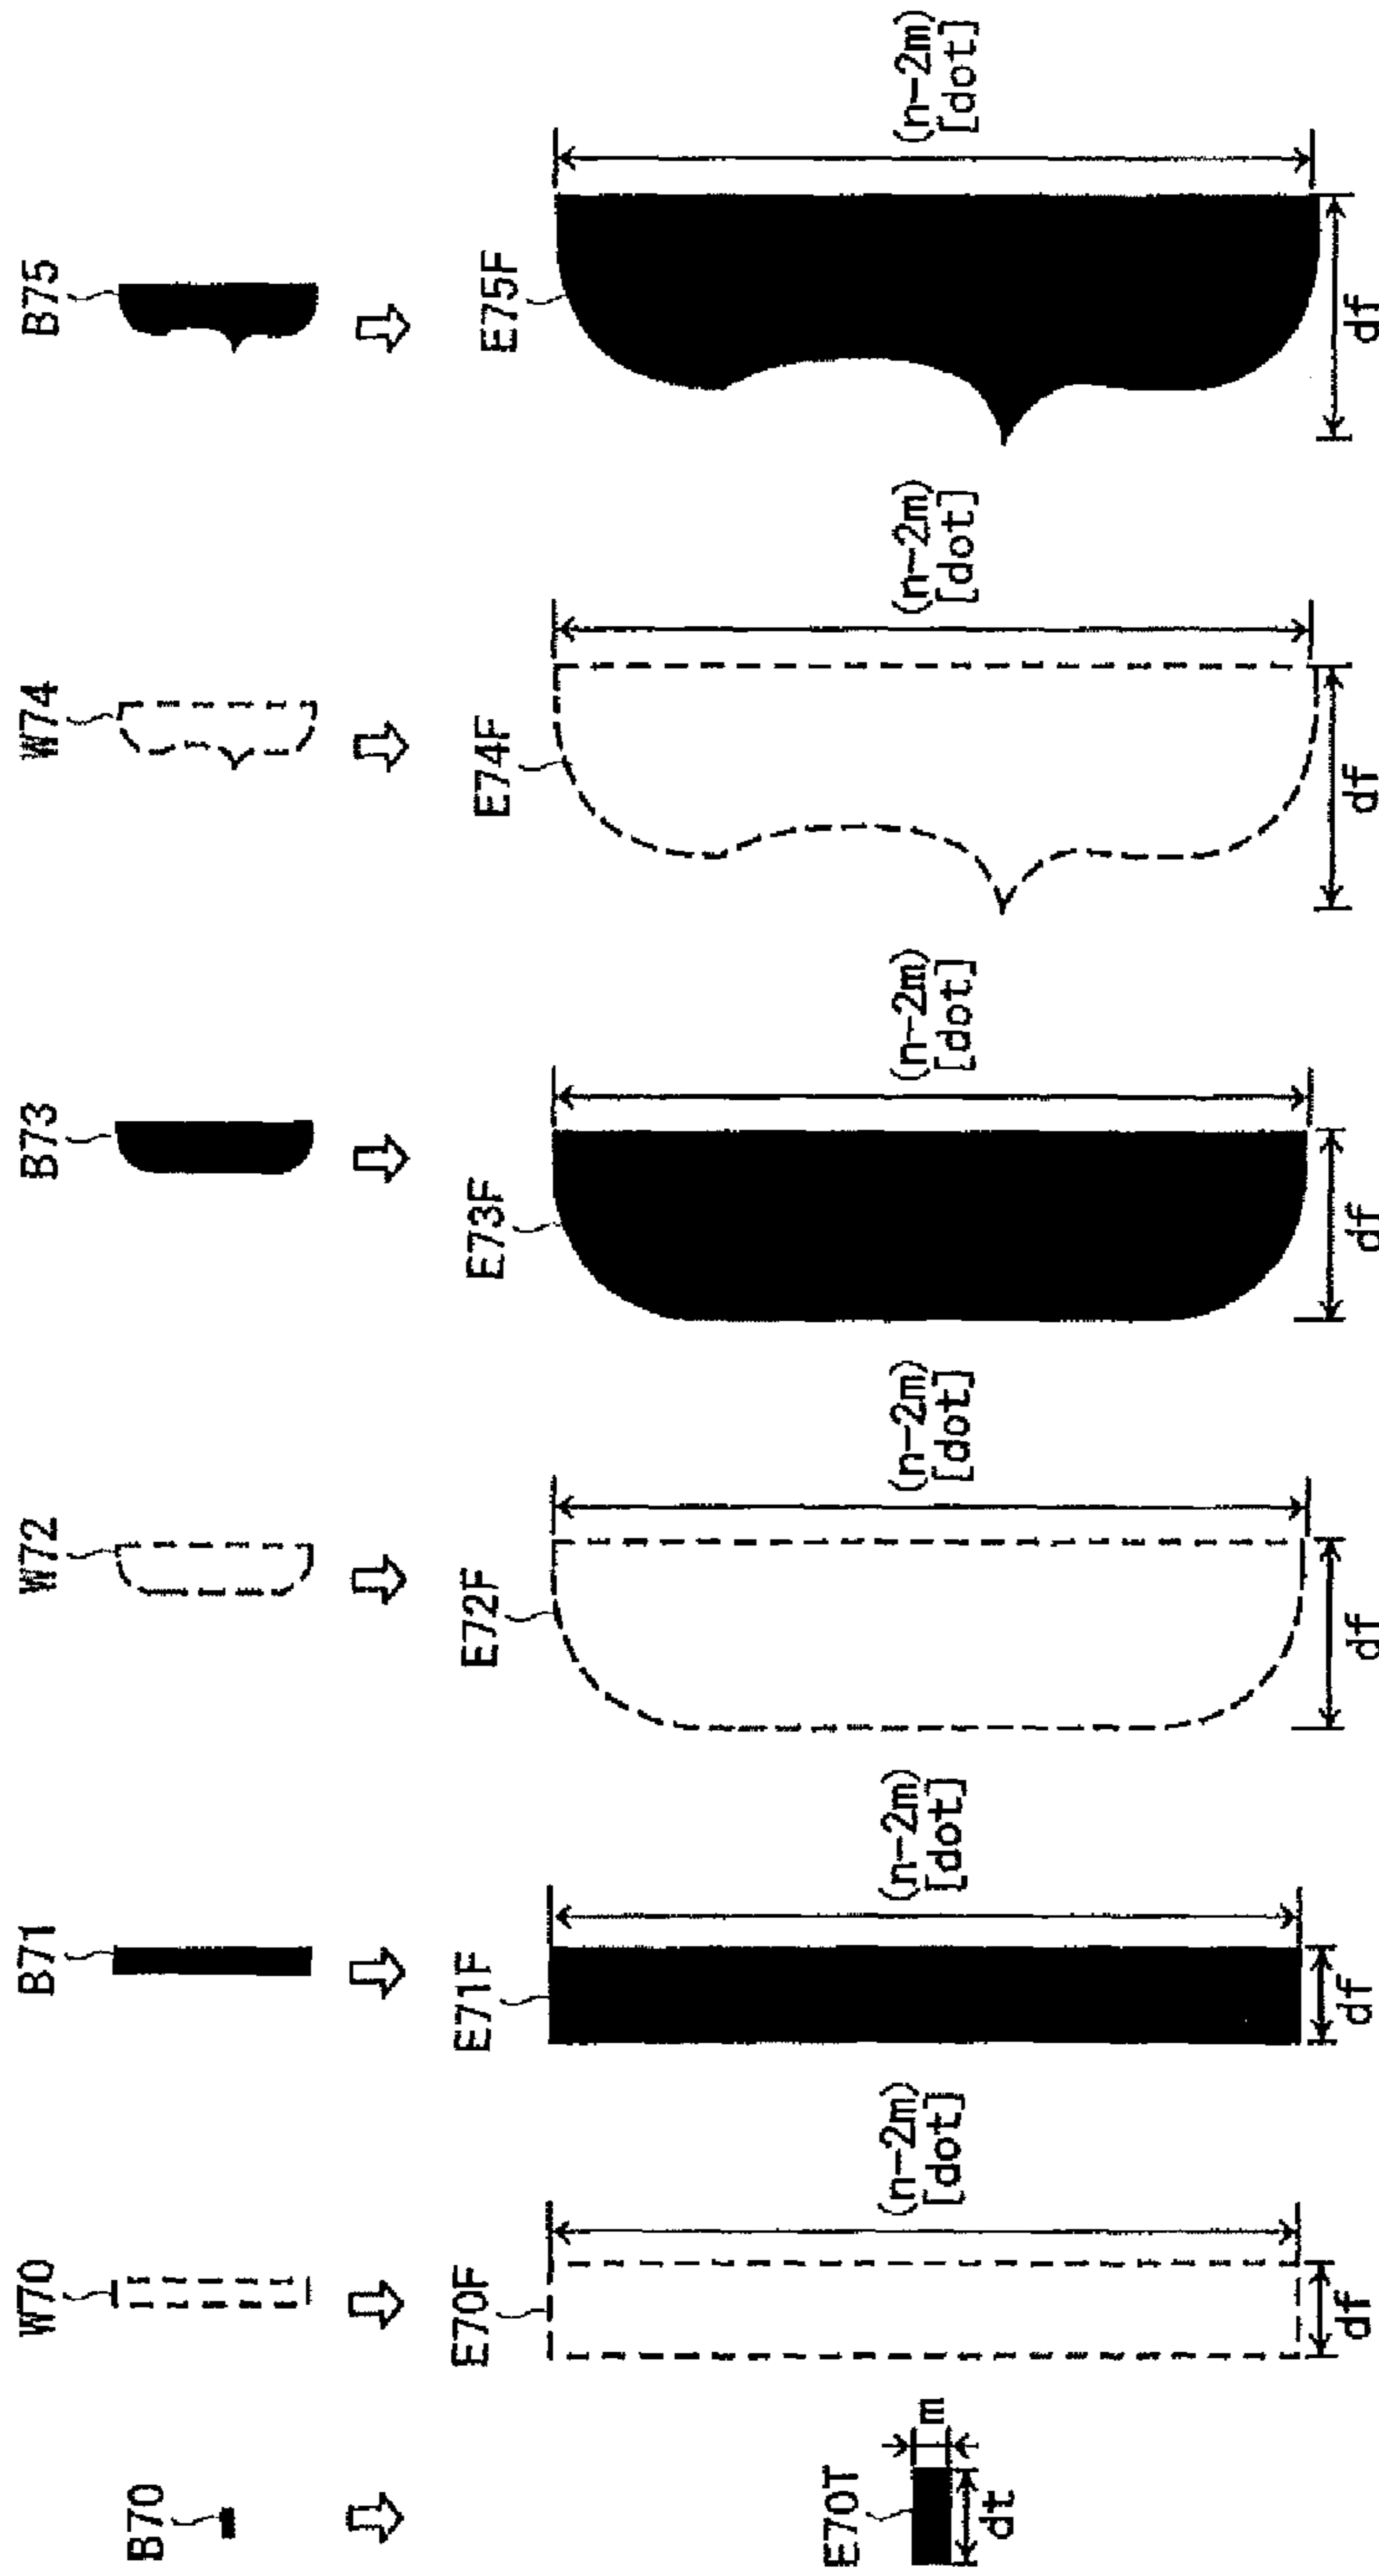 B70
W70
B71
W72
B73
W74
B75
E70T
m
dt
E70F
(n-2m)
[dot]
df
E71F
(n-2m)
[dot]
df
E72F
(n-2m)
[dot]
df
E73F
(n-2m)
[dot]
df
E74F
(n-2m)
[dot]
df
E75F
(n-2m)
[dot]
df